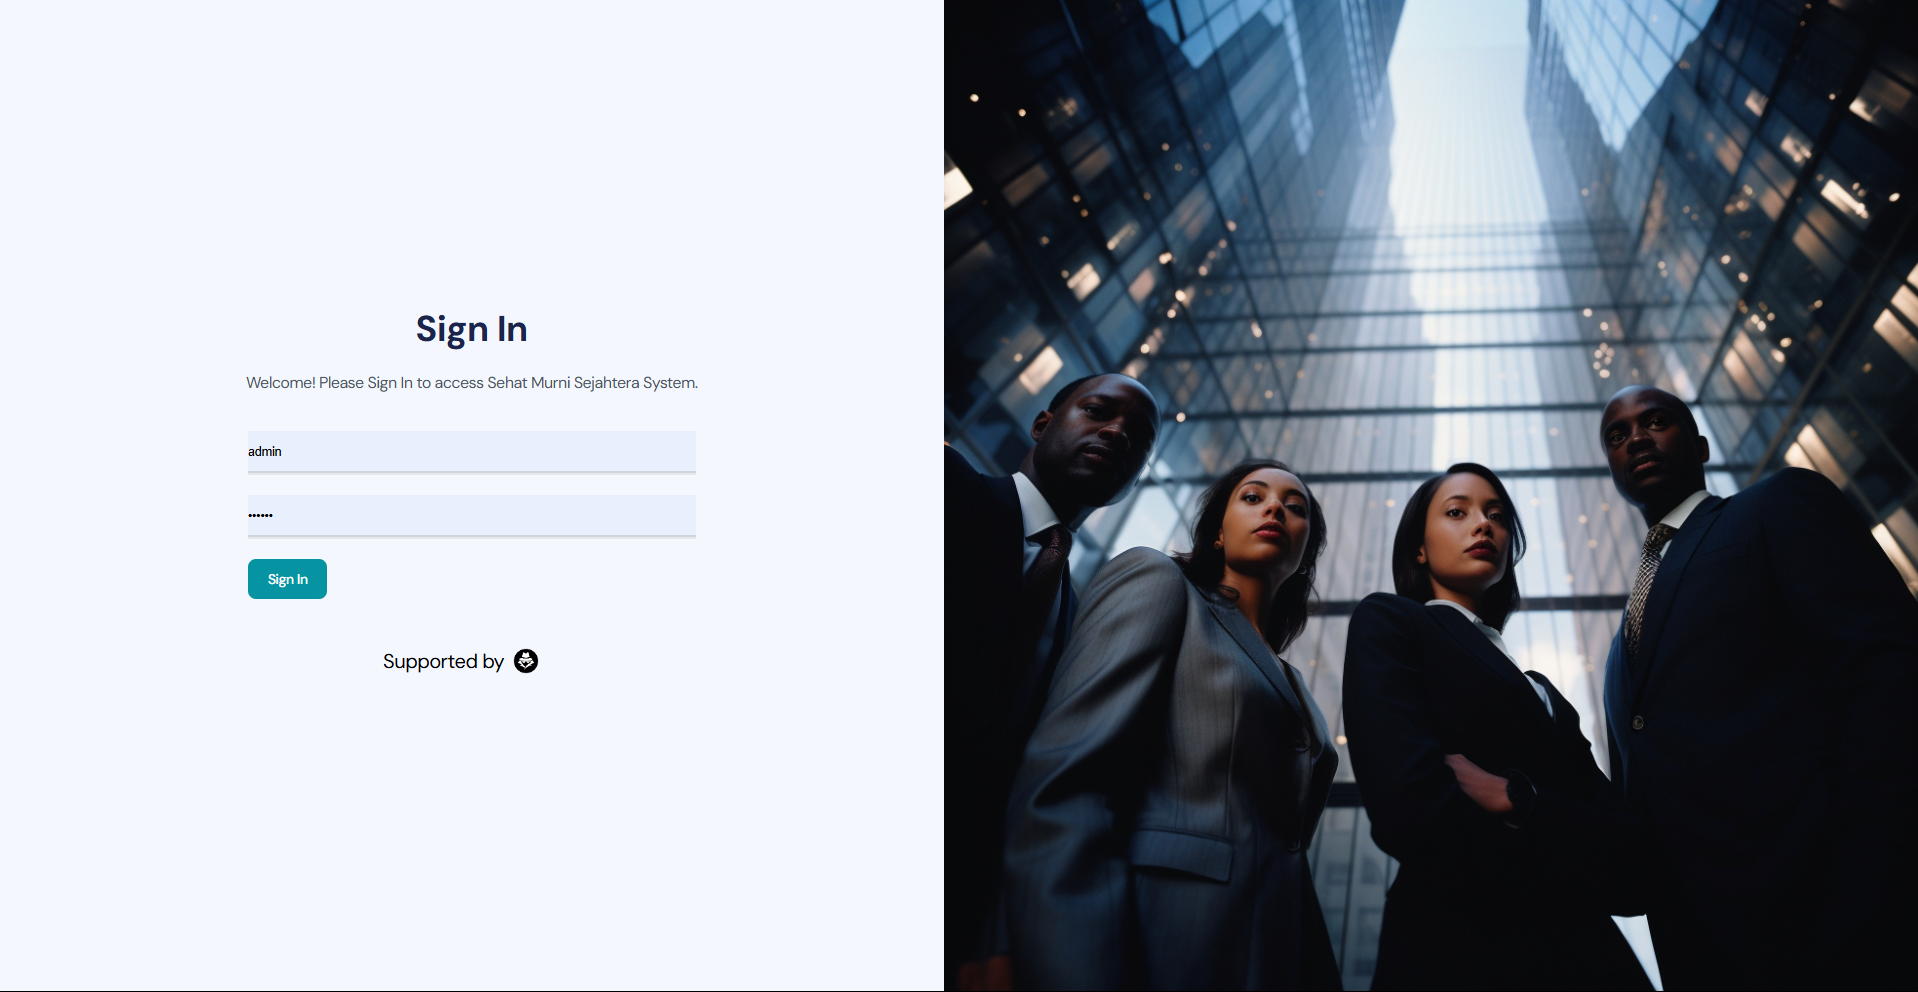 Sign In
Welcome! Please Sign In to access Sehat Murni Sejahtera System.
admin
••••••
Sign In
Supported by